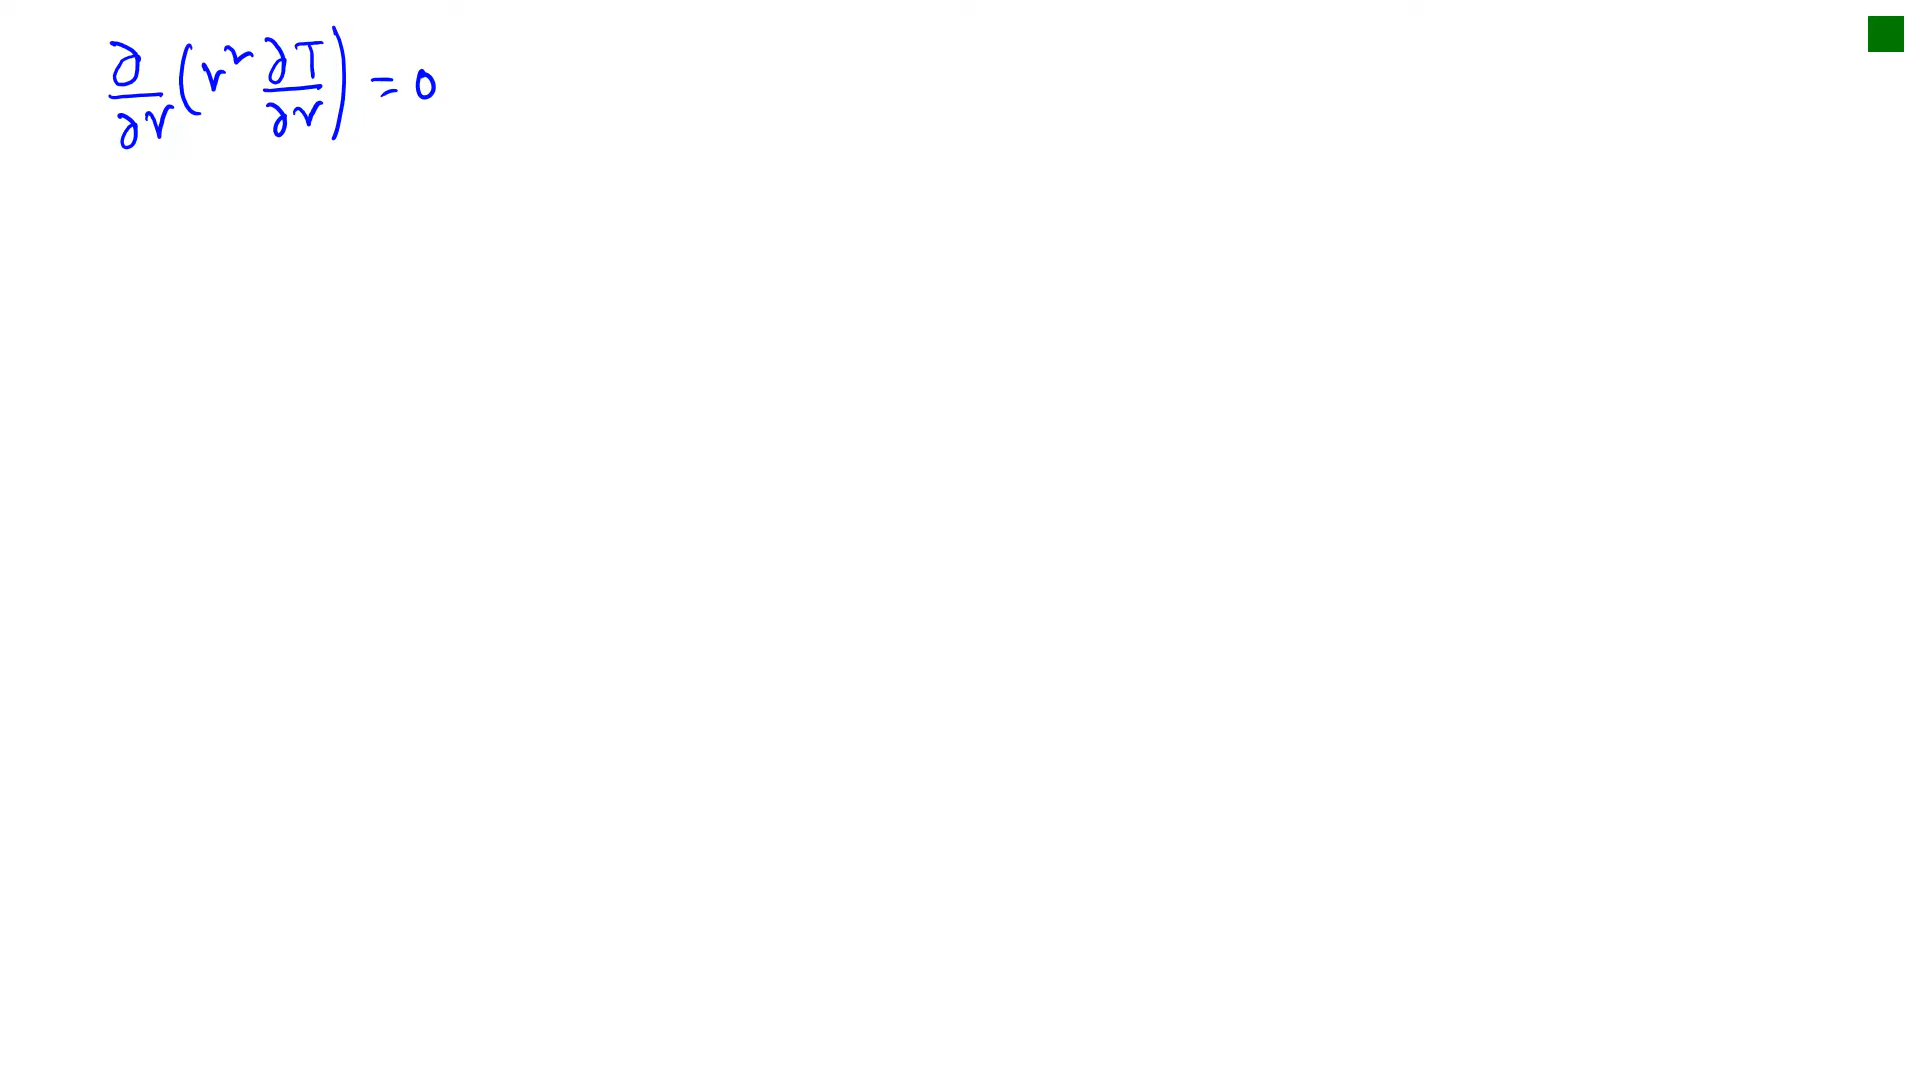 ∂/∂r (r² ∂T/∂r) = 0